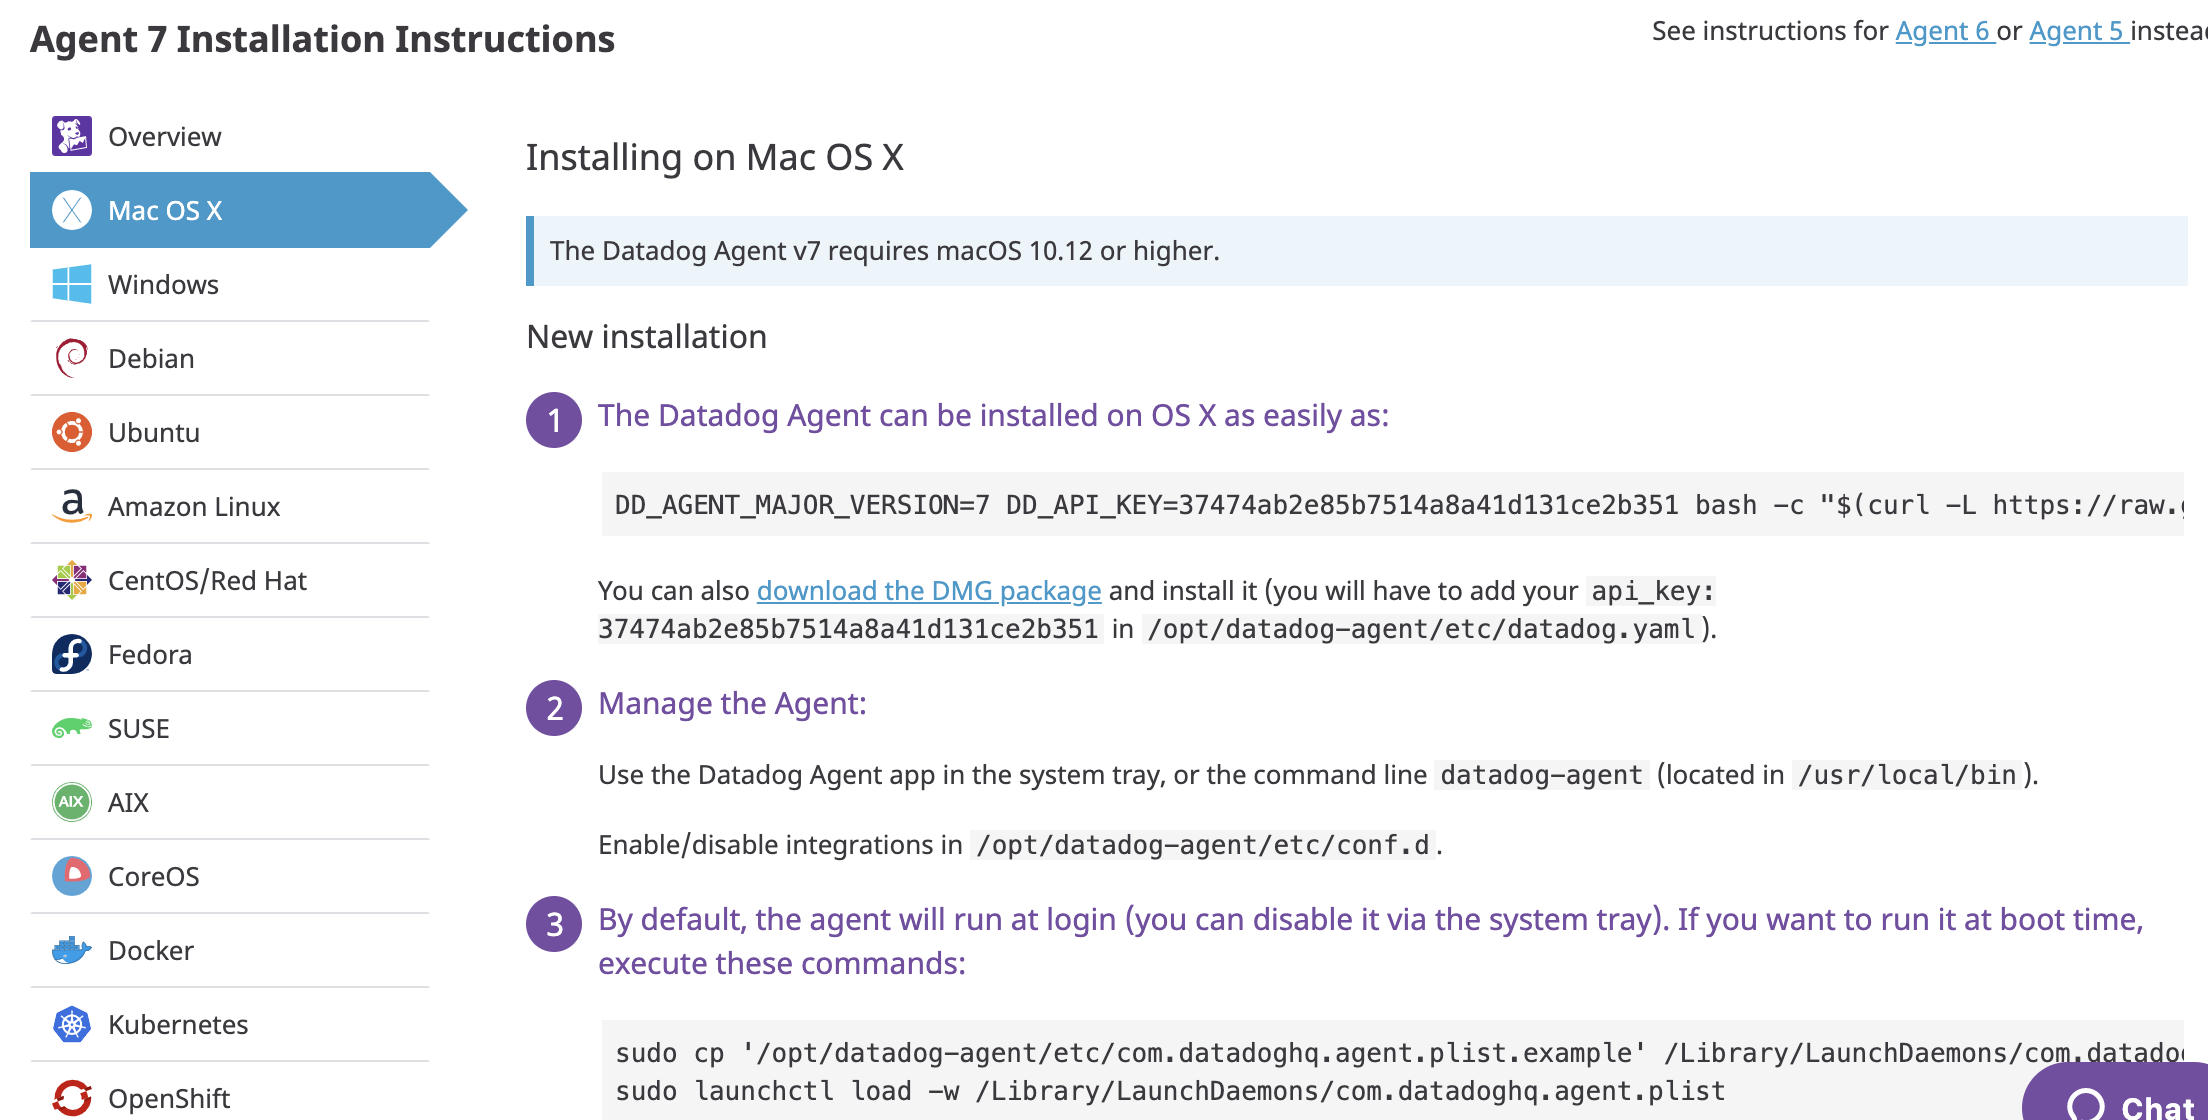 Agent 7 Installation Instructions
See instructions for Agent 6 or Agent 5 instead
Overview
Mac OS X
Windows
Debian
Ubuntu
Amazon Linux
CentOS/Red Hat
Fedora
SUSE
AIX
AIX
CoreOS
Docker
Kubernetes
OpenShift
Installing on Mac OS X
The Datadog Agent v7 requires macOS 10.12 or higher.
New installation
1 The Datadog Agent can be installed on OS X as easily as:
DD_AGENT_MAJOR_VERSION=7 DD_API_KEY=37474ab2e85b7514a8a41d131ce2b351 bash -c "$(curl -L https://raw.g
You can also download the DMG package and install it (you will have to add your api_key:
37474ab2e85b7514a8a41d131ce2b351 in /opt/datadog-agent/etc/datadog.yaml).
2 Manage the Agent:
Use the Datadog Agent app in the system tray, or the command line datadog-agent (located in /usr/local/bin).
Enable/disable integrations in /opt/datadog-agent/etc/conf.d.
3 By default, the agent will run at login (you can disable it via the system tray). If you want to run it at boot time,
execute these commands:
sudo cp '/opt/datadog-agent/etc/com.datadoghq.agent.plist.example' /Library/LaunchDaemons/com.datado
sudo launchctl load -w /Library/LaunchDaemons/com.datadoghq.agent.plist
Chat